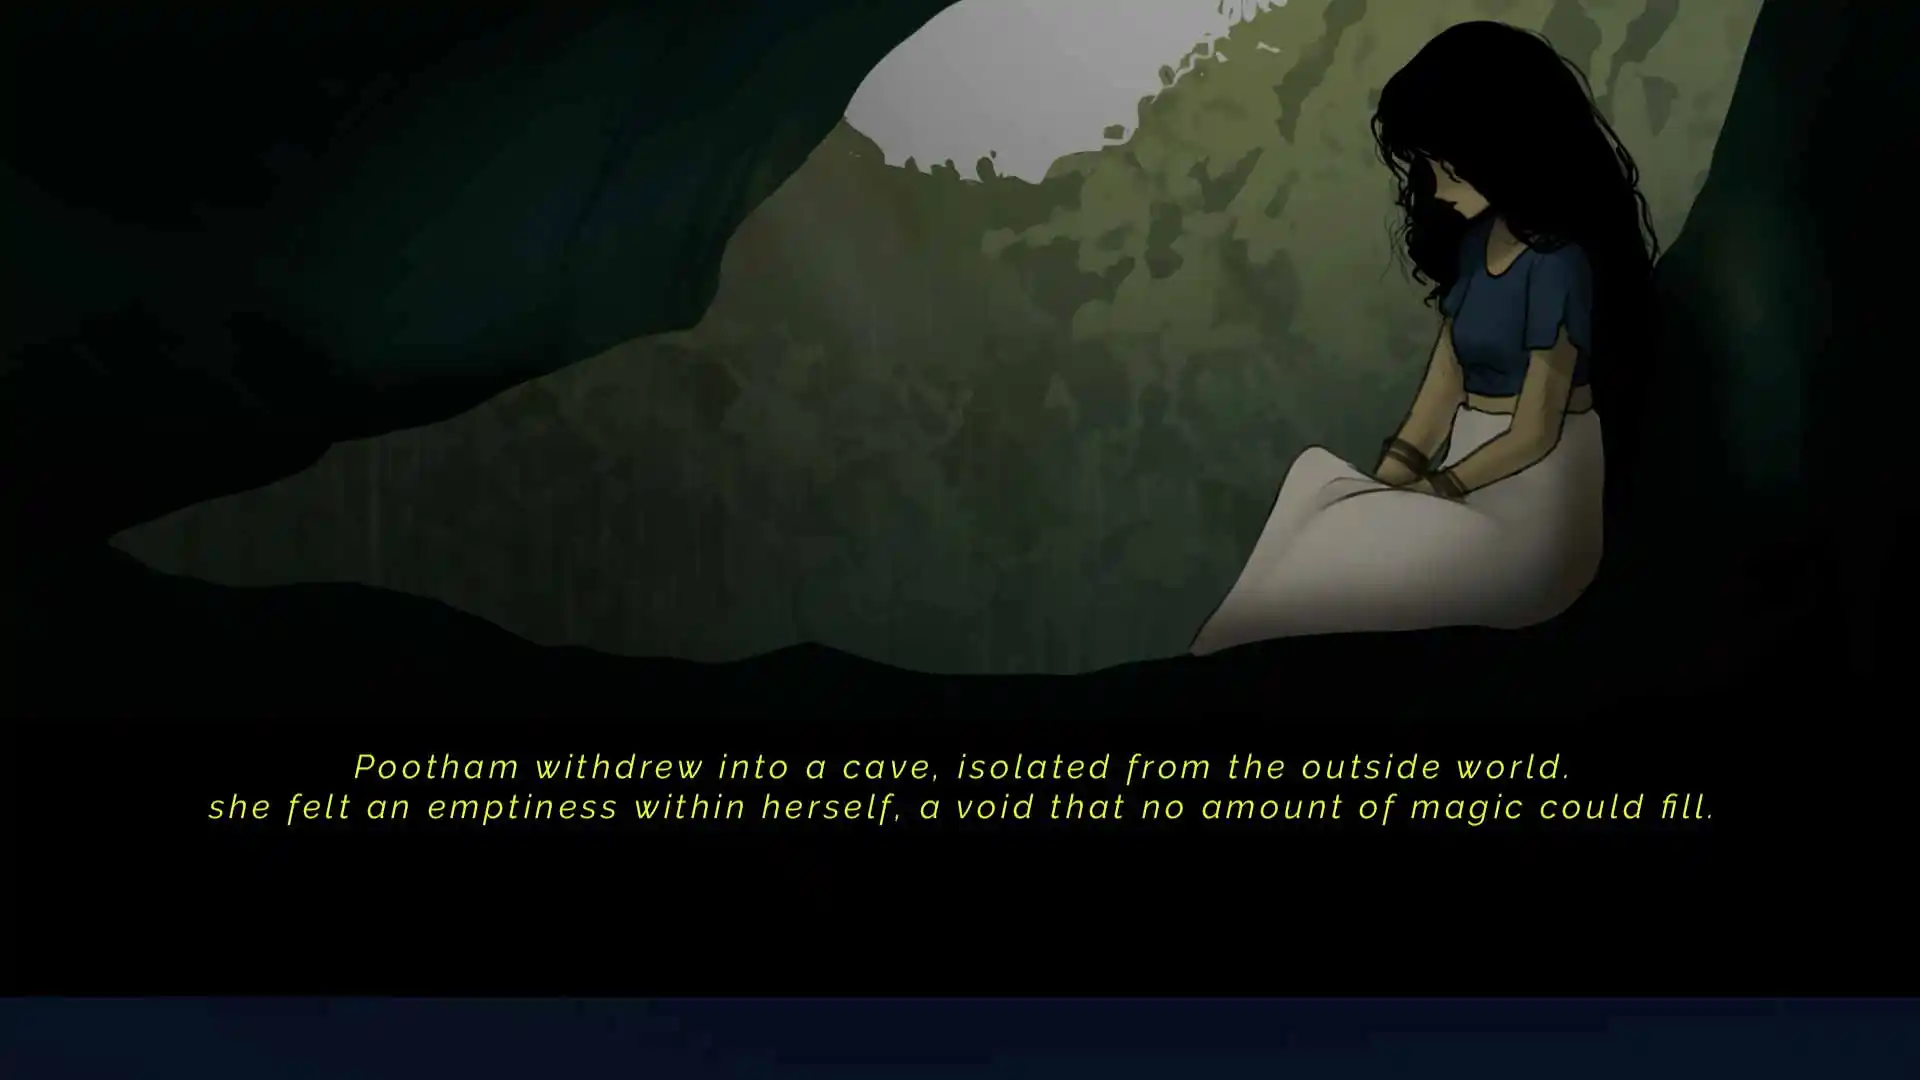 Pootham withdrew into a cave, isolated from the outside world.
she felt an emptiness within herself, a void that no amount of magic could fill.